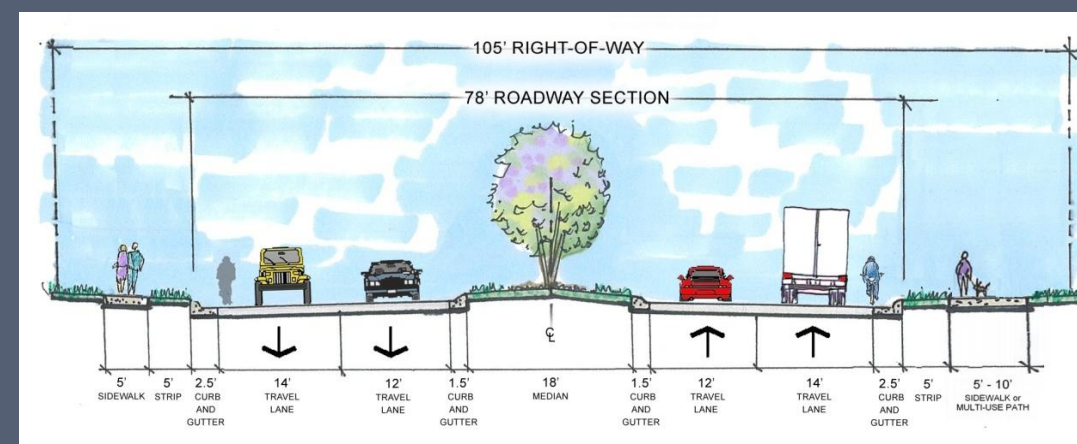 105' RIGHT-OF-WAY
78' ROADWAY SECTION
℄
5'
SIDEWALK
5'
STRIP
2.5'
CURB
AND
GUTTER
14'
TRAVEL
LANE
12'
TRAVEL
LANE
1.5'
CURB
AND
GUTTER
18'
MEDIAN
1.5'
CURB
AND
GUTTER
12'
TRAVEL
LANE
14'
TRAVEL
LANE
2.5'
CURB
AND
GUTTER
5'
STRIP
5' - 10'
SIDEWALK or
MULTI-USE PATH